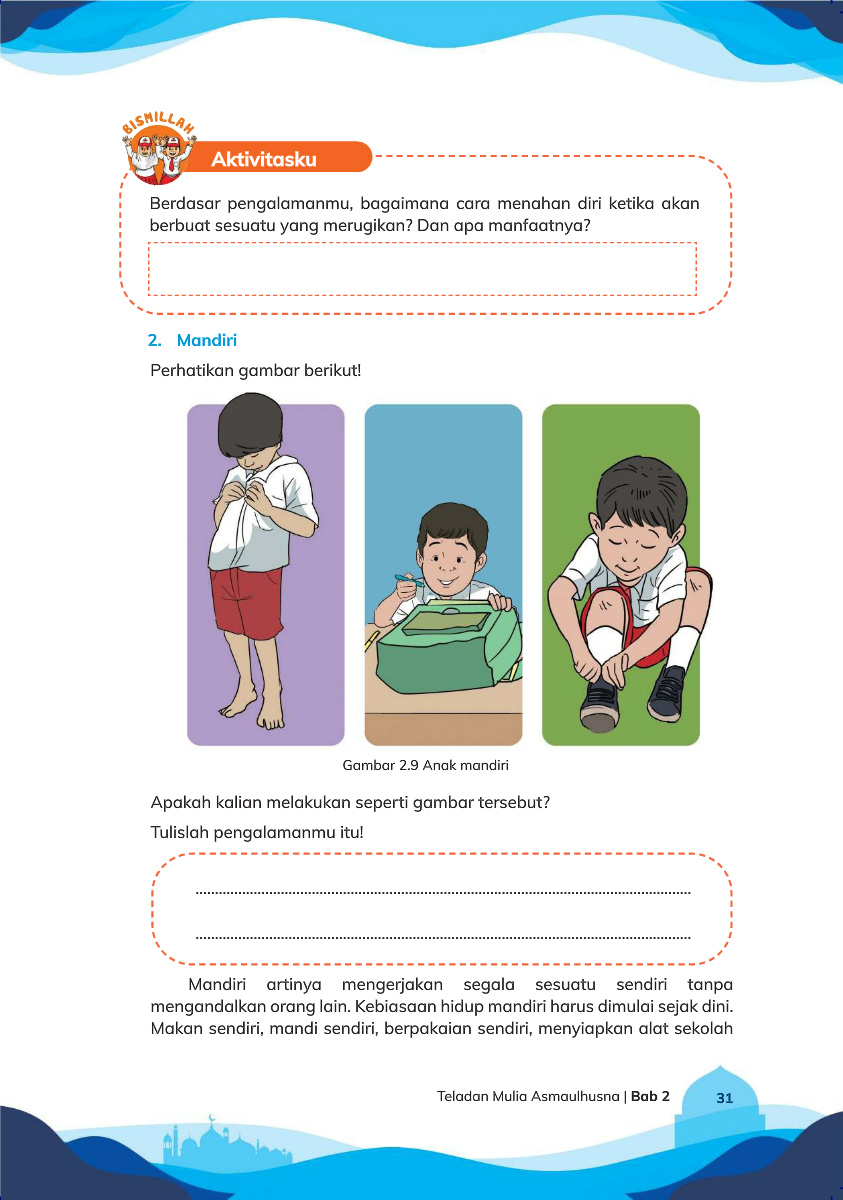 BISMILLAH
Aktivitasku
Berdasar pengalamanmu, bagaimana cara menahan diri ketika akan
berbuat sesuatu yang merugikan? Dan apa manfaatnya?
2. Mandiri
Perhatikan gambar berikut!
Gambar 2.9 Anak mandiri
Apakah kalian melakukan seperti gambar tersebut?
Tulislah pengalamanmu itu!
Mandiri artinya mengerjakan segala sesuatu sendiri tanpa
mengandalkan orang lain. Kebiasaan hidup mandiri harus dimulai sejak dini.
Makan sendiri, mandi sendiri, berpakaian sendiri, menyiapkan alat sekolah
Teladan Mulia Asmaulhusna | Bab 2 31